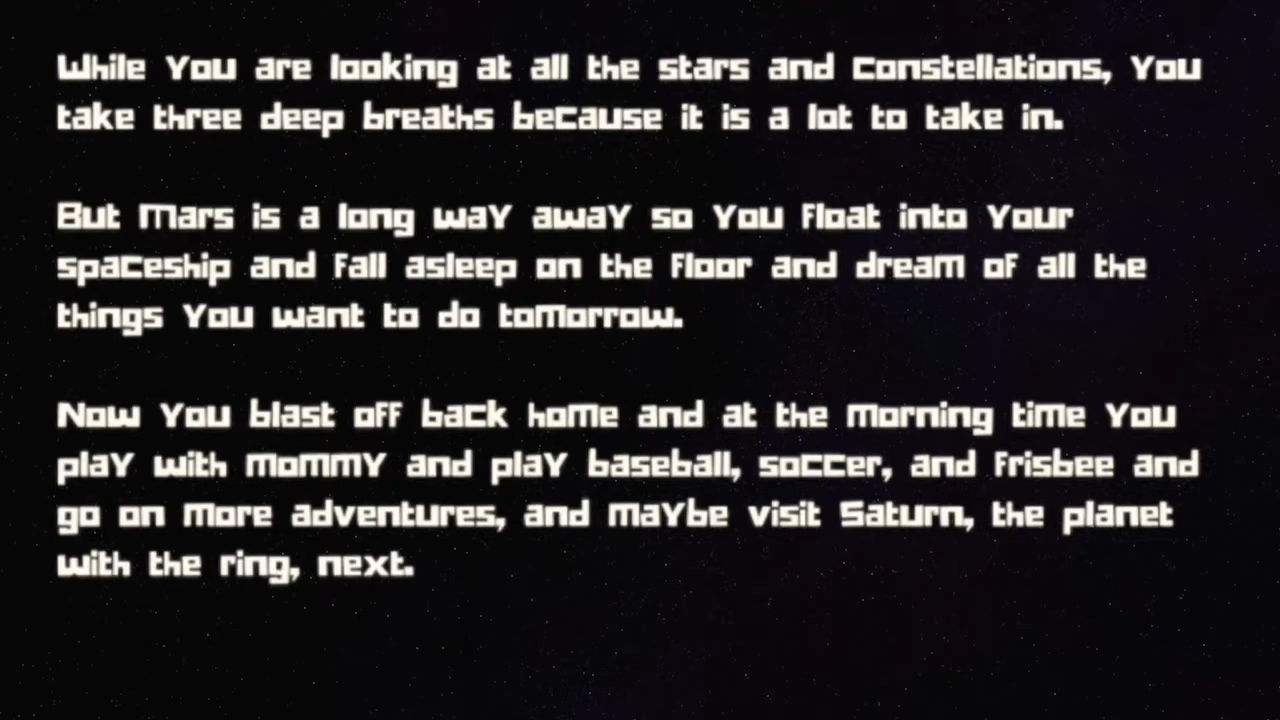 While you are looking at all the stars and constellations, you
take three deep breaths because it is a lot to take in.
But Mars is a long way away so you float into your
spaceship and fall asleep on the floor and dream of all the
things you want to do tomorrow.
Now you blast off back home and at the morning time you
play with mommy and play baseball, soccer, and frisbee and
go on more adventures, and maybe visit Saturn, the planet
with the ring, next.